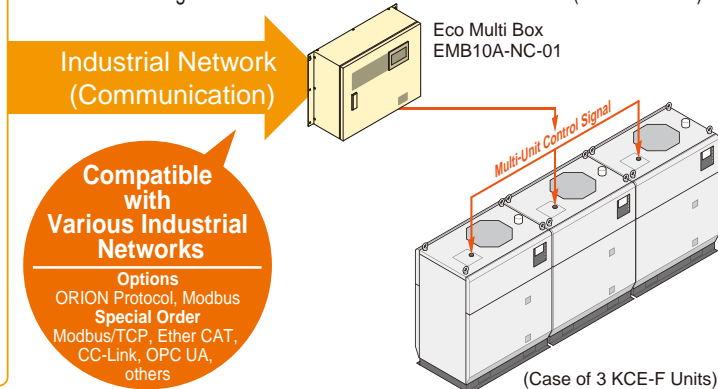 Industrial Network
(Communication)
Eco Multi Box
EMB10A-NC-01
Multi-Unit Control Signal
Compatible
with
Various Industrial
Networks
Options
ORION Protocol, Modbus
Special Order
Modbus/TCP, Ether CAT,
CC-Link, OPC UA,
others
(Case of 3 KCE-F Units)